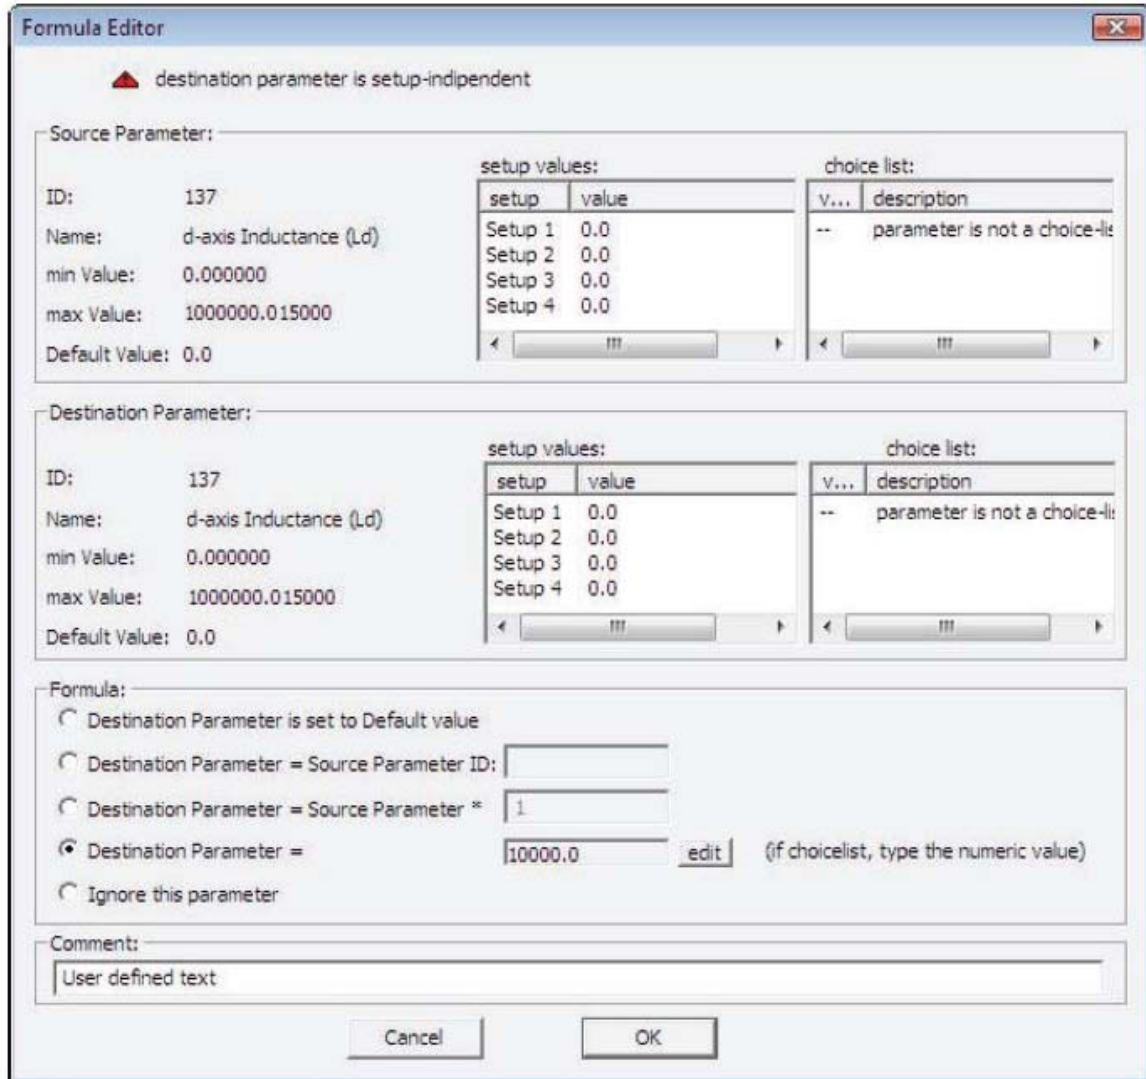 Formula Editor
destination parameter is setup-indipendent
Source Parameter:
setup values:
choice list:
ID: 137
setup value
v... description
Name: d-axis Inductance (Ld)
Setup 1 0.0
-- parameter is not a choice-lis
Setup 2 0.0
min Value: 0.000000
Setup 3 0.0
max Value: 1000000.015000
Setup 4 0.0
Default Value: 0.0
Destination Parameter:
setup values:
choice list:
ID: 137
setup value
v... description
Name: d-axis Inductance (Ld)
Setup 1 0.0
-- parameter is not a choice-lis
Setup 2 0.0
min Value: 0.000000
Setup 3 0.0
max Value: 1000000.015000
Setup 4 0.0
Default Value: 0.0
Formula:
Destination Parameter is set to Default value
Destination Parameter = Source Parameter ID:
Destination Parameter = Source Parameter * 1
Destination Parameter = 10000.0 edit (if choicelist, type the numeric value)
Ignore this parameter
Comment:
User defined text
Cancel OK